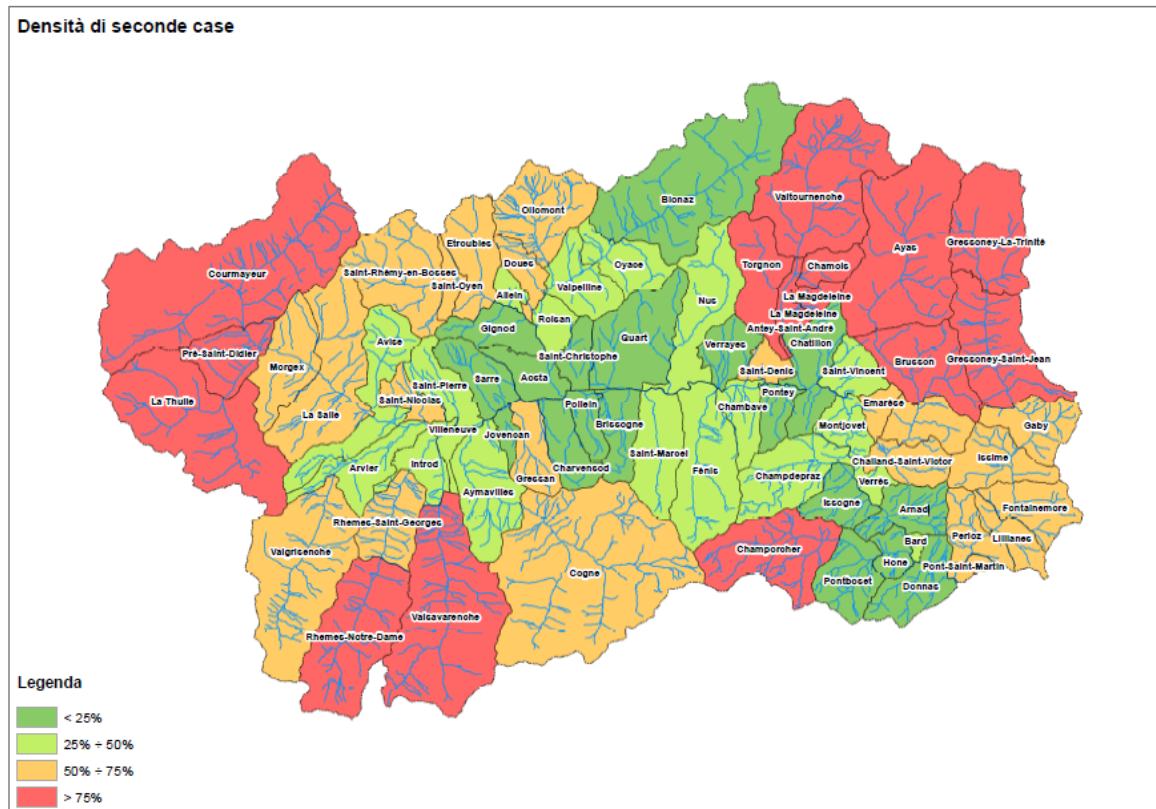 Densità di seconde case
Bionaz
Ollomont
Valtournenche
Etroubles
Ayas
Gressoney-La-Trinité
Doues
Oyace
Torgnon
Chamois
Courmayeur
Saint-Rhémy-en-Bosses
Saint-Oyen
Valpelline
Allein
Nus
La Magdeleine
La Magdeleine
Roisan
Gignod
Antey-Saint-André
Quart
Verrayes
Chatillon
Avise
Saint-Christophe
Pré-Saint-Didier
Brusson
Gressoney-Saint-Jean
Morgex
Saint-Denis
Saint-Vincent
Sarre
Aosta
Saint-Pierre
Saint-Nicolas
Pontey
La Thuile
Emarèse
La Salle
Pollein
Chambave
Brissogne
Gaby
Villeneuve
Jovencan
Montjovet
Saint-Marcel
Challand-Saint-Victor
Issime
Arvier
Introd
Charvensod
Fénis
Champdepraz
Gressan
Verrès
Aymavilles
Issogne
Arnad
Fontainemore
Rhemes-Saint-Georges
Perloz
Lillianes
Bard
Valgrisenche
Champorcher
Hone
Pont-Saint-Martin
Cogne
Pontboset
Donnas
Valsavarenche
Rhemes-Notre-Dame
Legenda
< 25%
25% ÷ 50%
50% ÷ 75%
> 75%